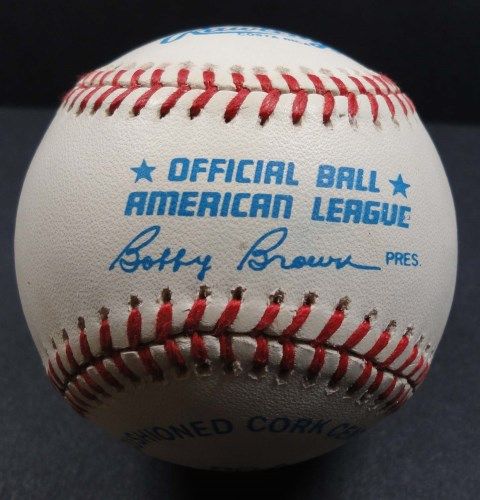 ★ OFFICIAL BALL ★
AMERICAN LEAGUE
Bobby Brown PRES.
CORK